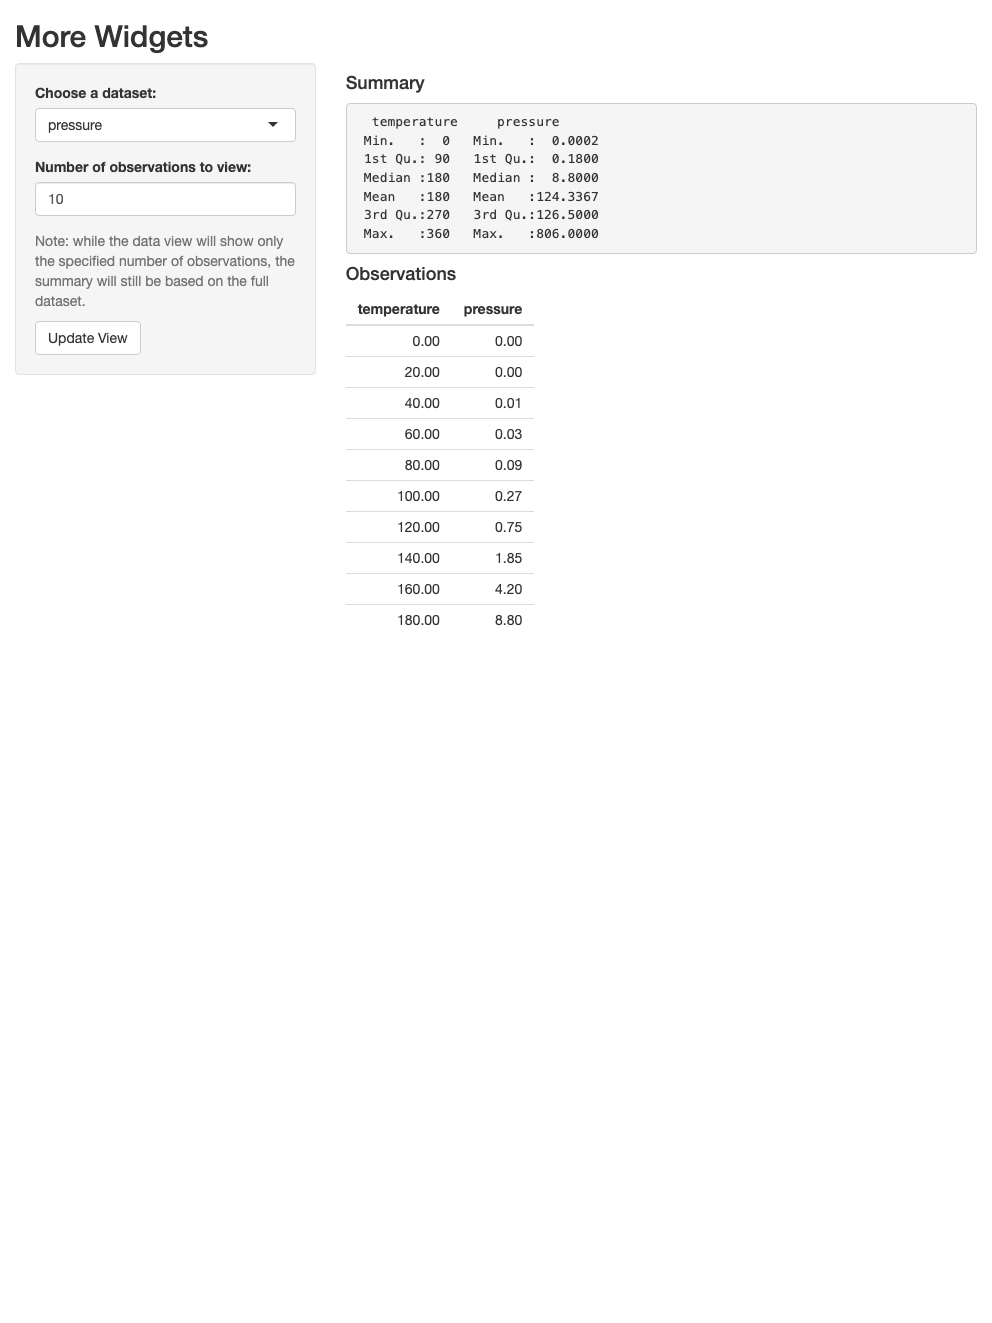 More Widgets
Choose a dataset:
pressure
Number of observations to view:
10
Note: while the data view will show only
the specified number of observations, the
summary will still be based on the full
dataset.
Update View
Summary
  temperature     pressure
 Min.   :  0   Min.   :  0.0002
 1st Qu.: 90   1st Qu.:  0.1800
 Median :180   Median :  8.8000
 Mean   :180   Mean   :124.3367
 3rd Qu.:270   3rd Qu.:126.5000
 Max.   :360   Max.   :806.0000
Observations
temperature pressure
0.00 0.00
20.00 0.00
40.00 0.01
60.00 0.03
80.00 0.09
100.00 0.27
120.00 0.75
140.00 1.85
160.00 4.20
180.00 8.80